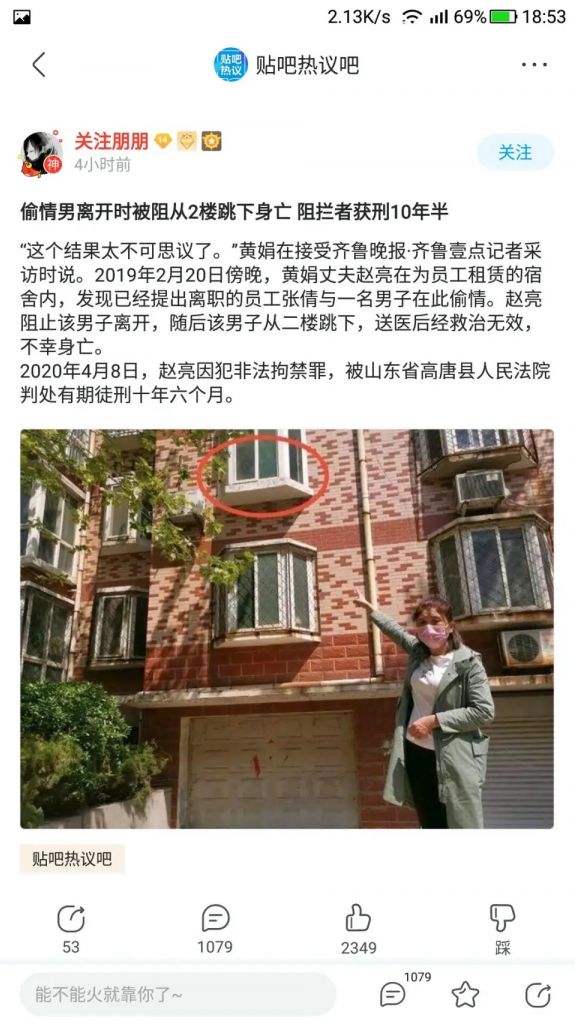 2.13K/s 69% 18:53
贴吧
热议
贴吧热议吧
关注朋朋
14
神
4小时前
关注
偷情男离开时被阻从2楼跳下身亡 阻拦者获刑10年半
“这个结果太不可思议了。”黄娟在接受齐鲁晚报·齐鲁壹点记者采
访时说。2019年2月20日傍晚，黄娟丈夫赵亮在为员工租赁的宿
舍内，发现已经提出离职的员工张倩与一名男子在此偷情。赵亮
阻止该男子离开，随后该男子从二楼跳下，送医后经救治无效，
不幸身亡。
2020年4月8日，赵亮因犯非法拘禁罪，被山东省高唐县人民法院
判处有期徒刑十年六个月。
贴吧热议吧
53
1079
2349
踩
能不能火就靠你了~
1079